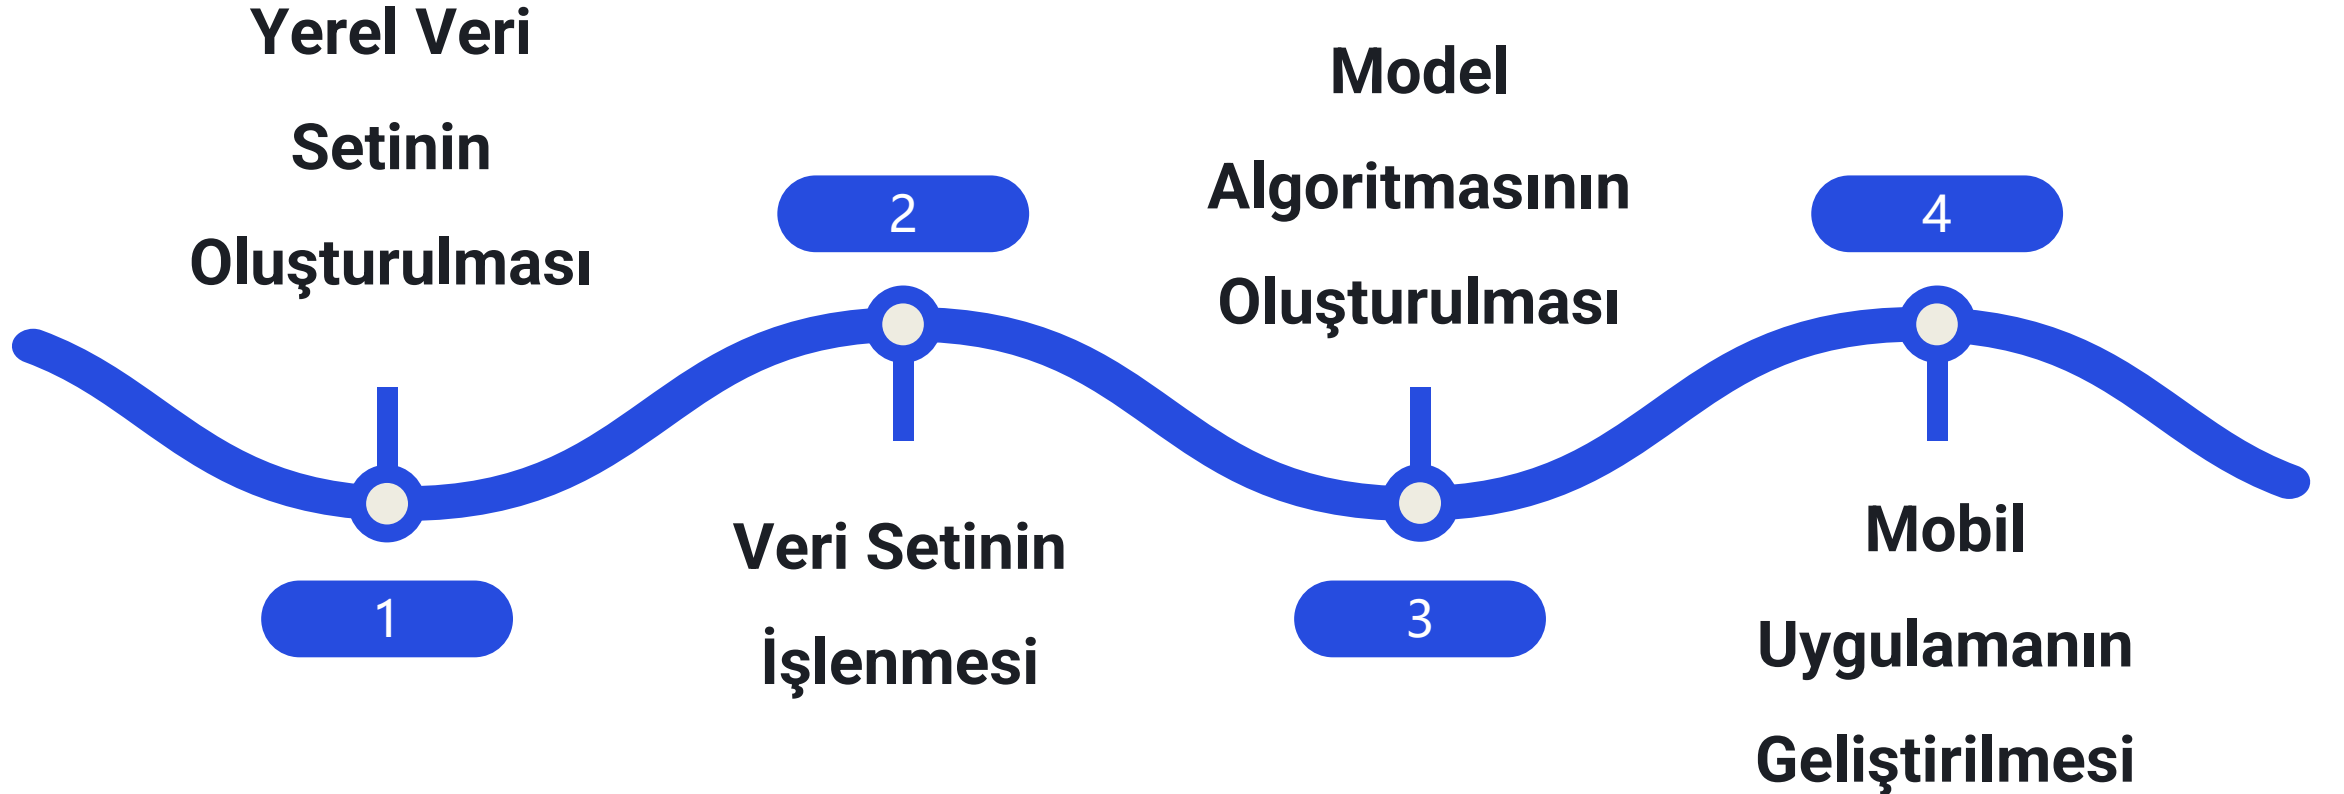 Yerel Veri
Setinin
Oluşturulması
1
2
Veri Setinin
İşlenmesi
Model
Algoritmasının
Oluşturulması
3
4
Mobil
Uygulamanın
Geliştirilmesi